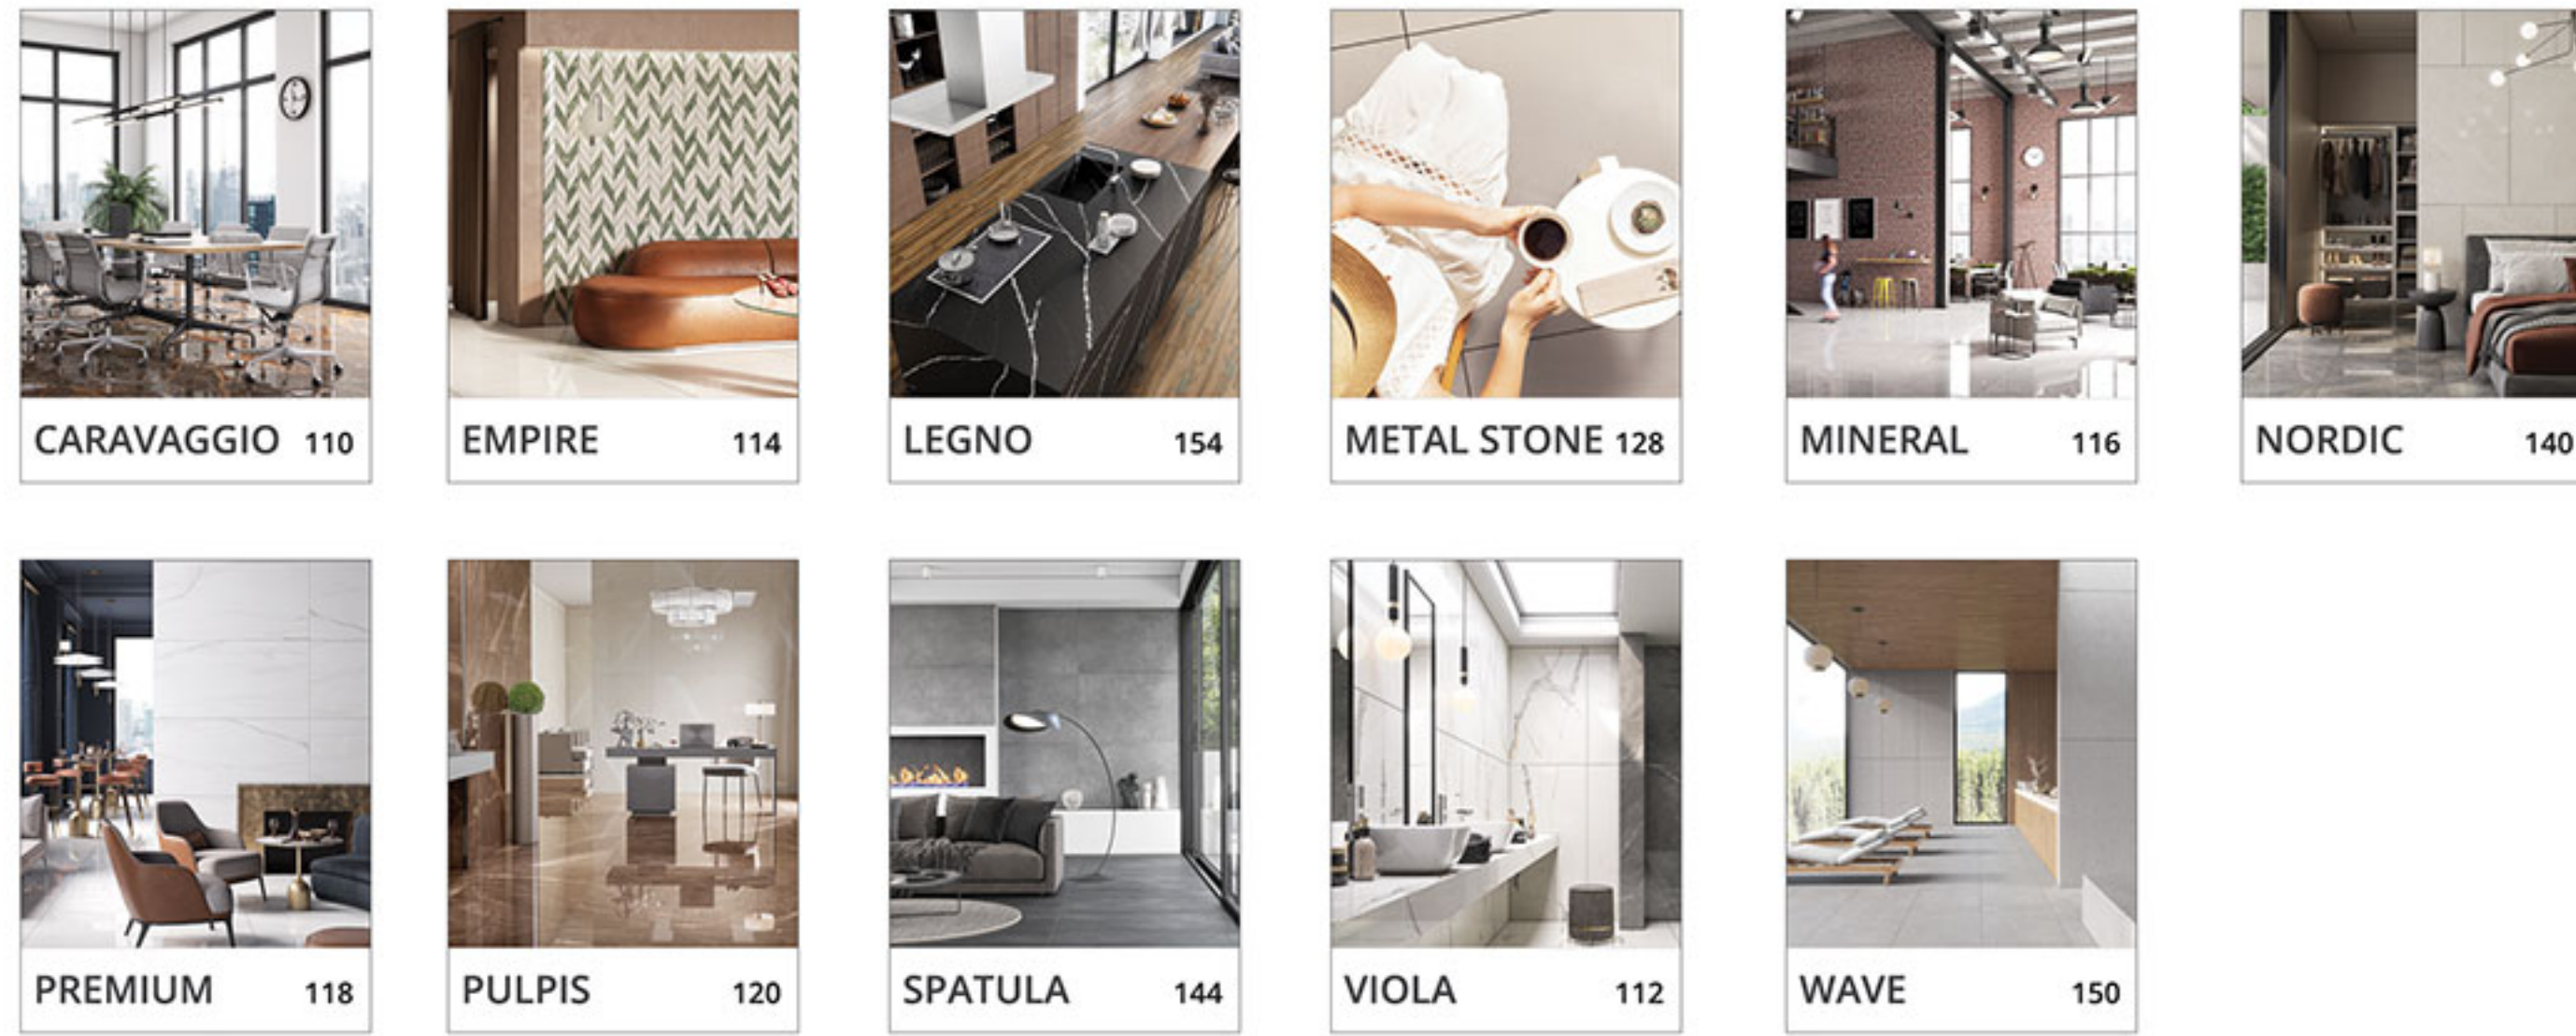 CARAVAGGIO 110
EMPIRE 114
LEGNO 154
METAL STONE 128
MINERAL 116
NORDIC 140
PREMIUM 118
PULPIS 120
SPATULA 144
VIOLA 112
WAVE 150